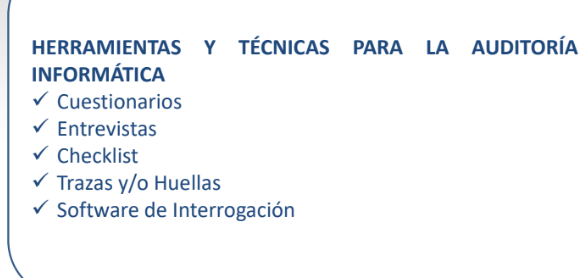 HERRAMIENTAS Y TÉCNICAS PARA LA AUDITORÍA
INFORMÁTICA
✓ Cuestionarios
✓ Entrevistas
✓ Checklist
✓ Trazas y/o Huellas
✓ Software de Interrogación